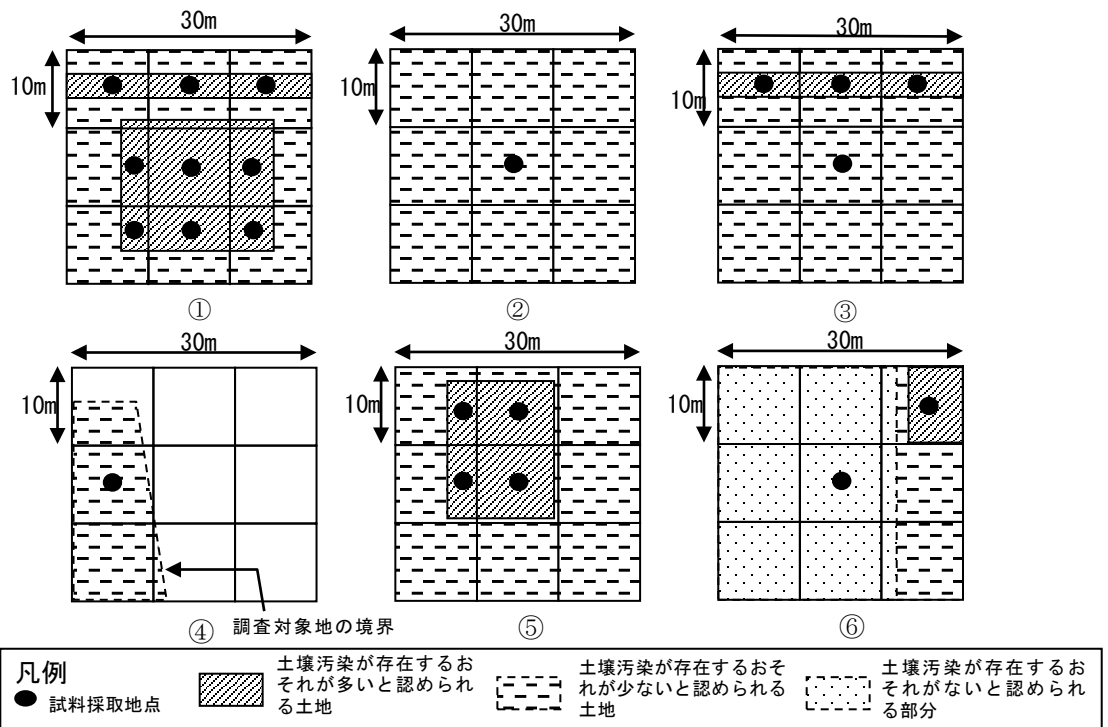 30m
30m
30m
10m
10m
10m
①
②
③
30m
30m
30m
10m
10m
10m
④
調査対象地の境界
⑤
⑥
凡例
試料採取地点
土壌汚染が存在するお
それが多いと認められ
る土地
土壌汚染が存在するおそ
れが少ないと認められる
土地
土壌汚染が存在するお
それがないと認められ
る部分